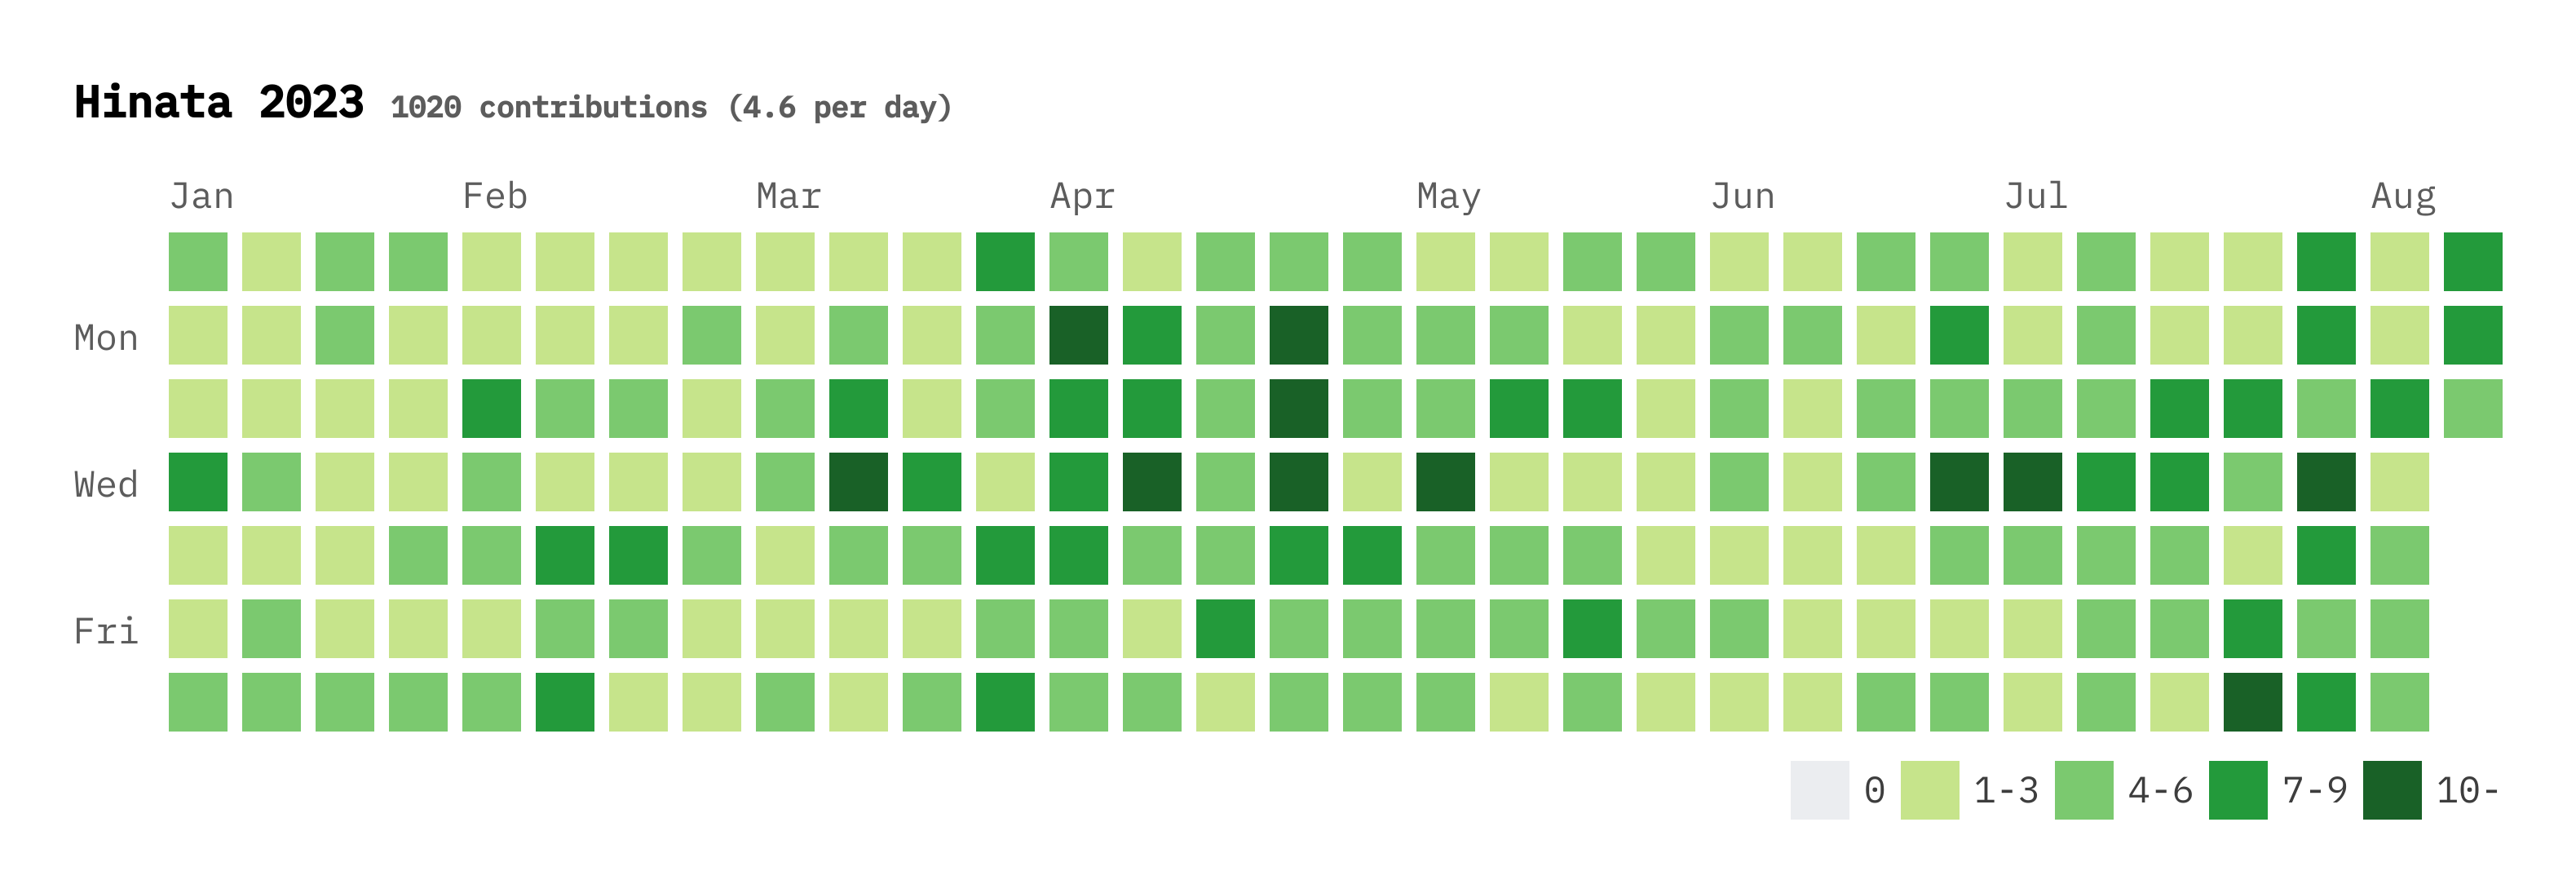 Hinata 2023 1020 contributions (4.6 per day)
Jan Feb Mar Apr May Jun Jul Aug
Mon
Wed
Fri
0 1-3 4-6 7-9 10-